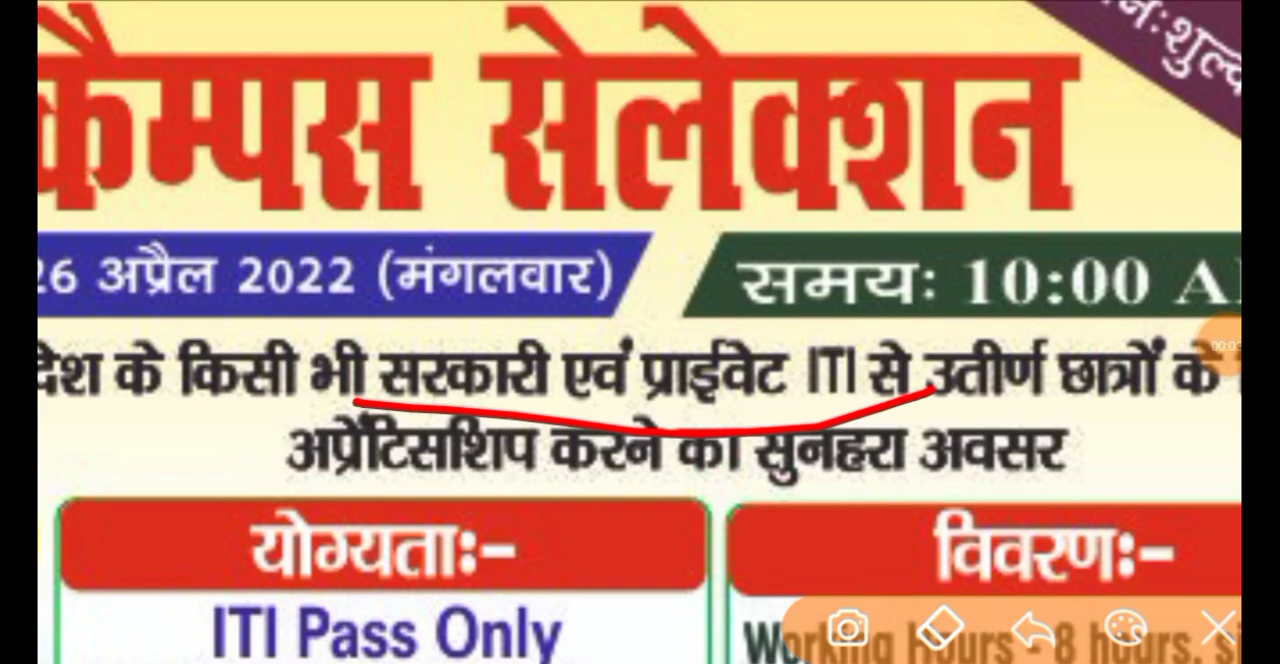 नि:शुल्क
कैम्पस सेलेक्शन
26 अप्रैल 2022 (मंगलवार)
समय: 10:00 A
देश के किसी भी सरकारी एवं प्राईवेट ITI से उतीर्ण छात्रों के
अप्रेंटिसशिप करने का सुनहरा अवसर
योग्यताः-
विवरणः-
ITI Pass Only
Working Hours - 8 hours,